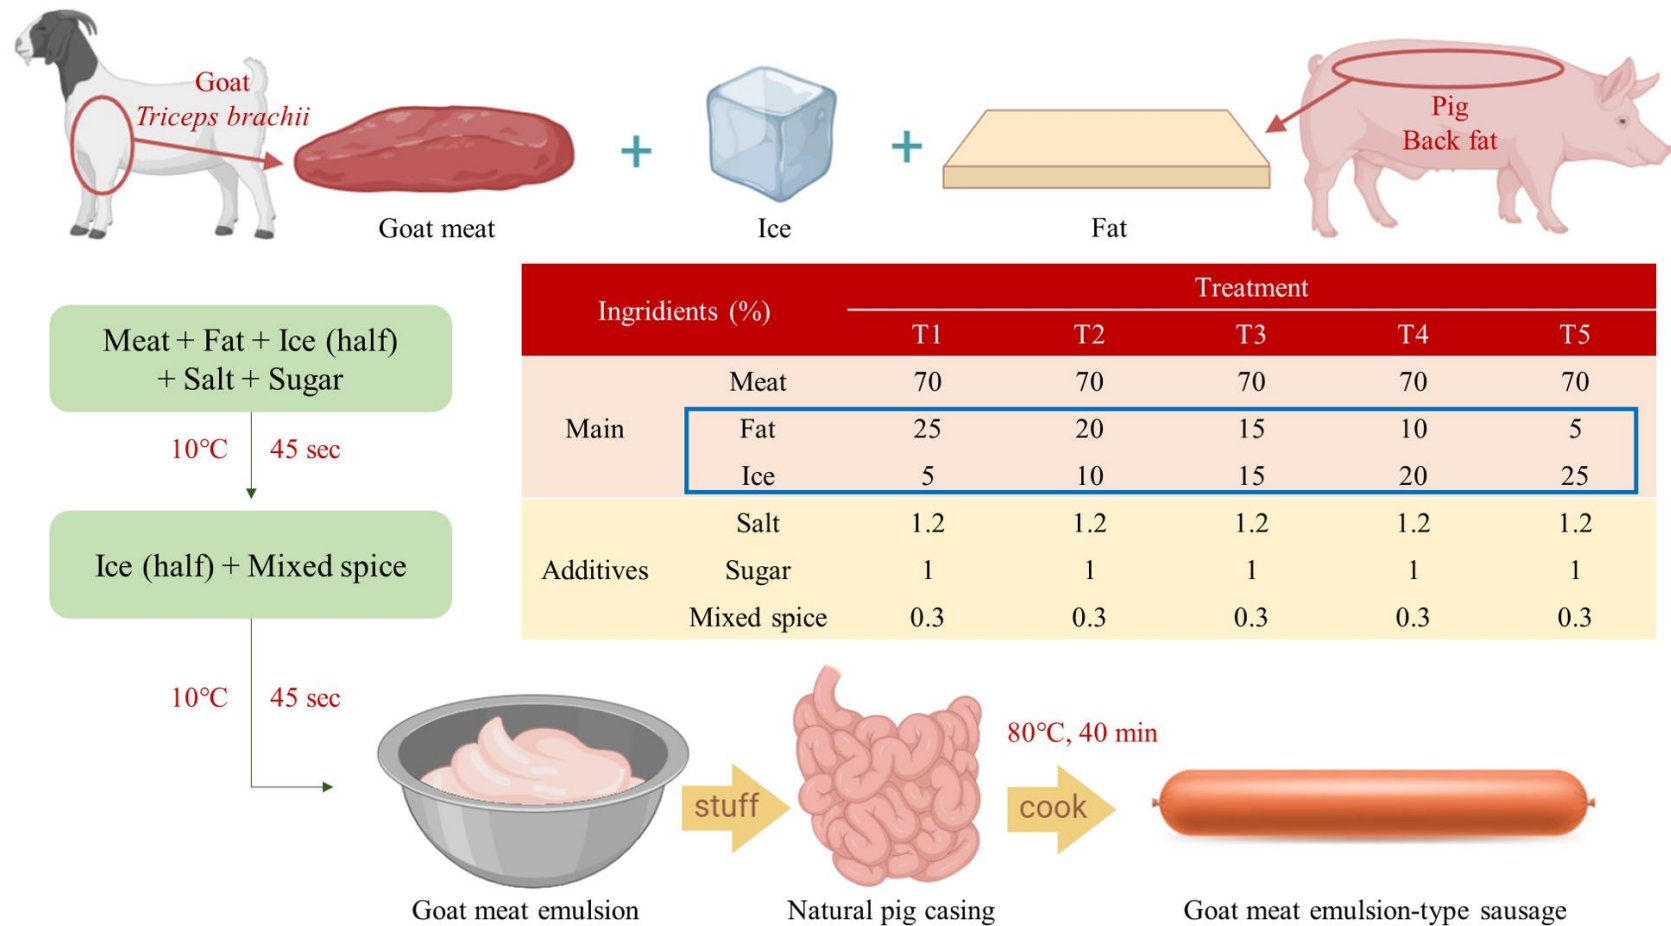 Goat
Triceps brachii
Pig
Back fat
+
+
Goat meat
Ice
Fat
Meat + Fat + Ice (half)
+ Salt + Sugar
10℃ 45 sec
Ice (half) + Mixed spice
10℃ 45 sec
Ingridients (%) Treatment
T1 T2 T3 T4 T5
Main
Meat 70 70 70 70 70
Fat 25 20 15 10 5
Ice 5 10 15 20 25
Additives
Salt 1.2 1.2 1.2 1.2 1.2
Sugar 1 1 1 1 1
Mixed spice 0.3 0.3 0.3 0.3 0.3
stuff
80℃, 40 min
cook
Goat meat emulsion
Natural pig casing
Goat meat emulsion-type sausage